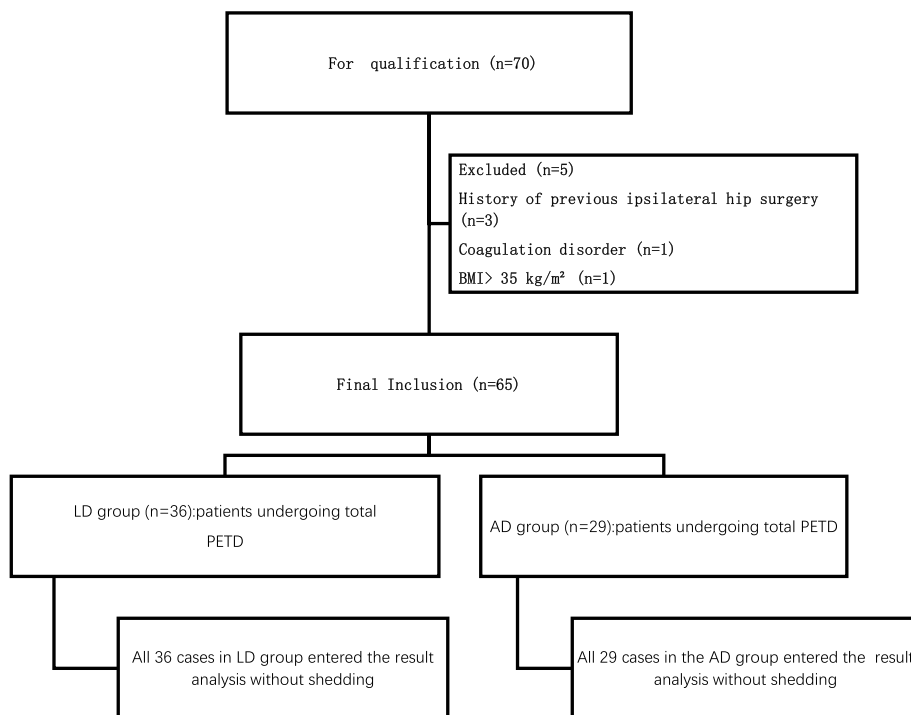 For qualification (n=70)
Excluded (n=5)
History of previous ipsilateral hip surgery
(n=3)
Coagulation disorder (n=1)
BMI> 35 kg/m² (n=1)
Final Inclusion (n=65)
LD group (n=36):patients undergoing total
PETD
AD group (n=29):patients undergoing total PETD
All 36 cases in LD group entered the result
analysis without shedding
All 29 cases in the AD group entered the result
analysis without shedding